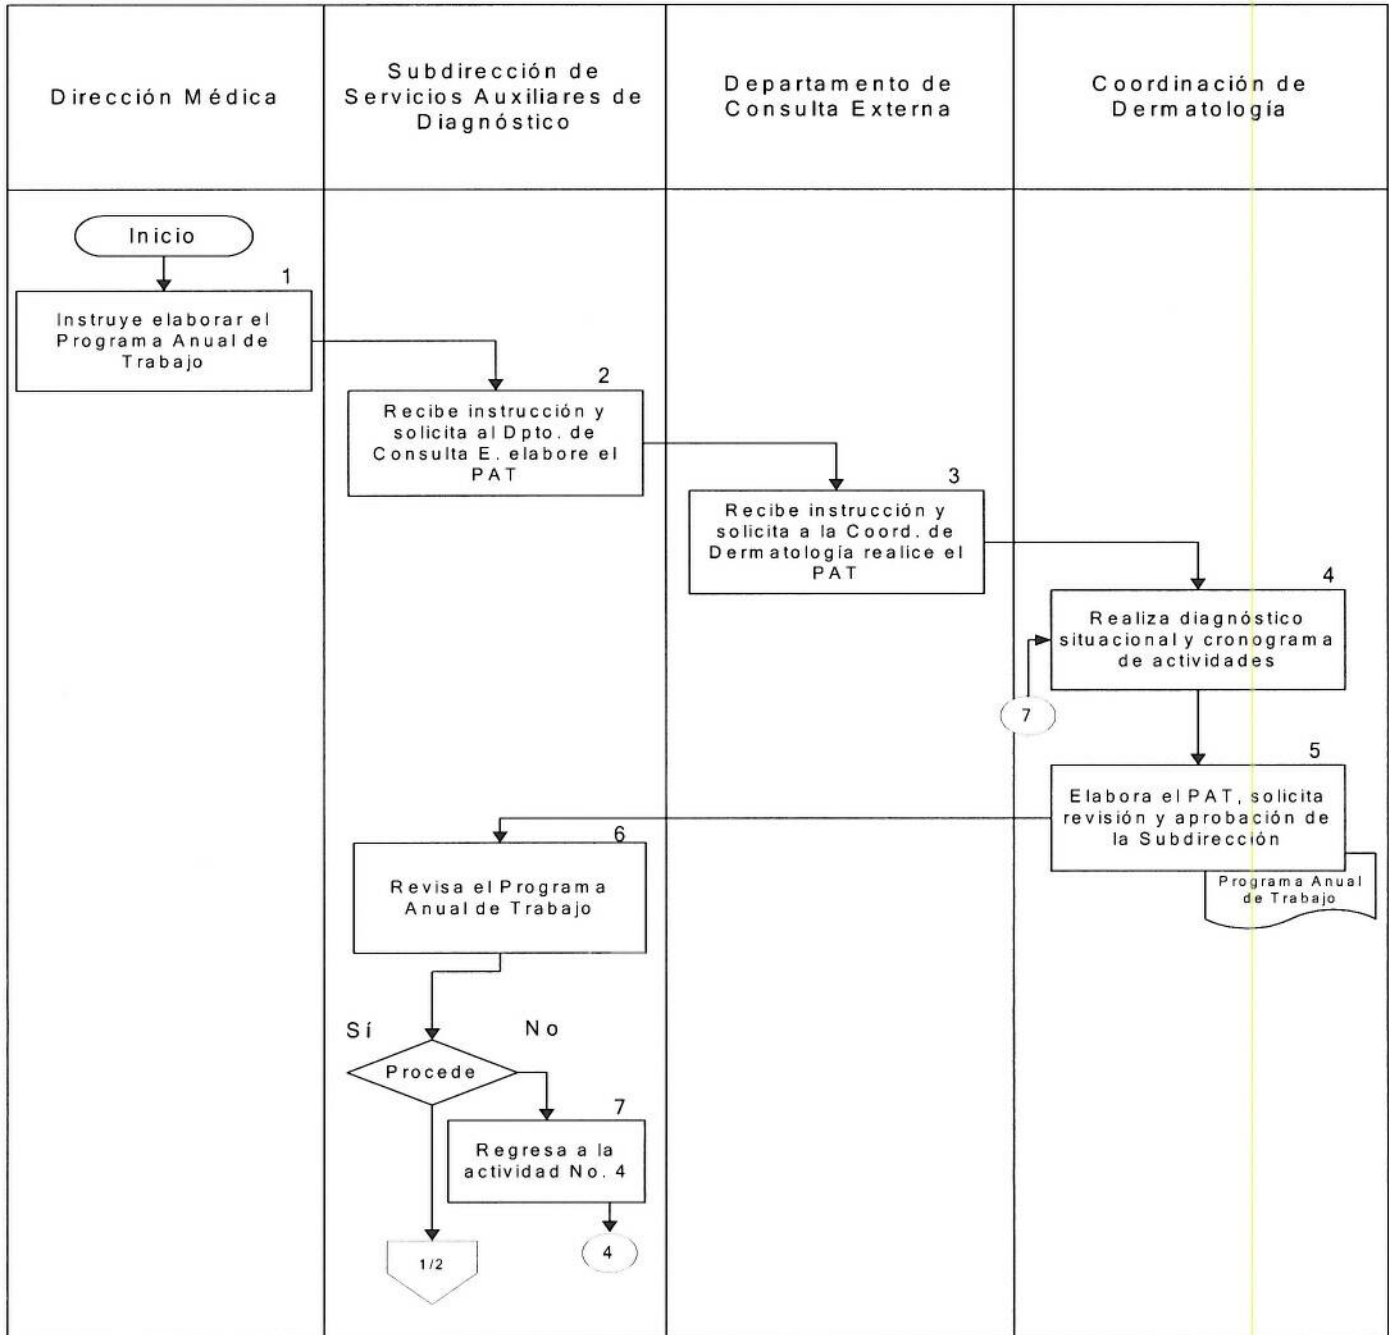 Dirección Médica
Subdirección de
Servicios Auxiliares de
Diagnóstico
Departamento de
Consulta Externa
Coordinación de
Dermatología
Inicio
1
Instruye elaborar el
Programa Anual de
Trabajo
2
Recibe instrucción y
solicita al Dpto. de
Consulta E. elabore el
PAT
3
Recibe instrucción y
solicita a la Coord. de
Dermatología realice el
PAT
4
Realiza diagnóstico
situacional y cronograma
de actividades
7
5
Elabora el PAT, solicita
revisión y aprobación de
la Subdirección
Programa Anual
de Trabajo
6
Revisa el Programa
Anual de Trabajo
Sí
No
Procede
7
Regresa a la
actividad No. 4
1/2
4